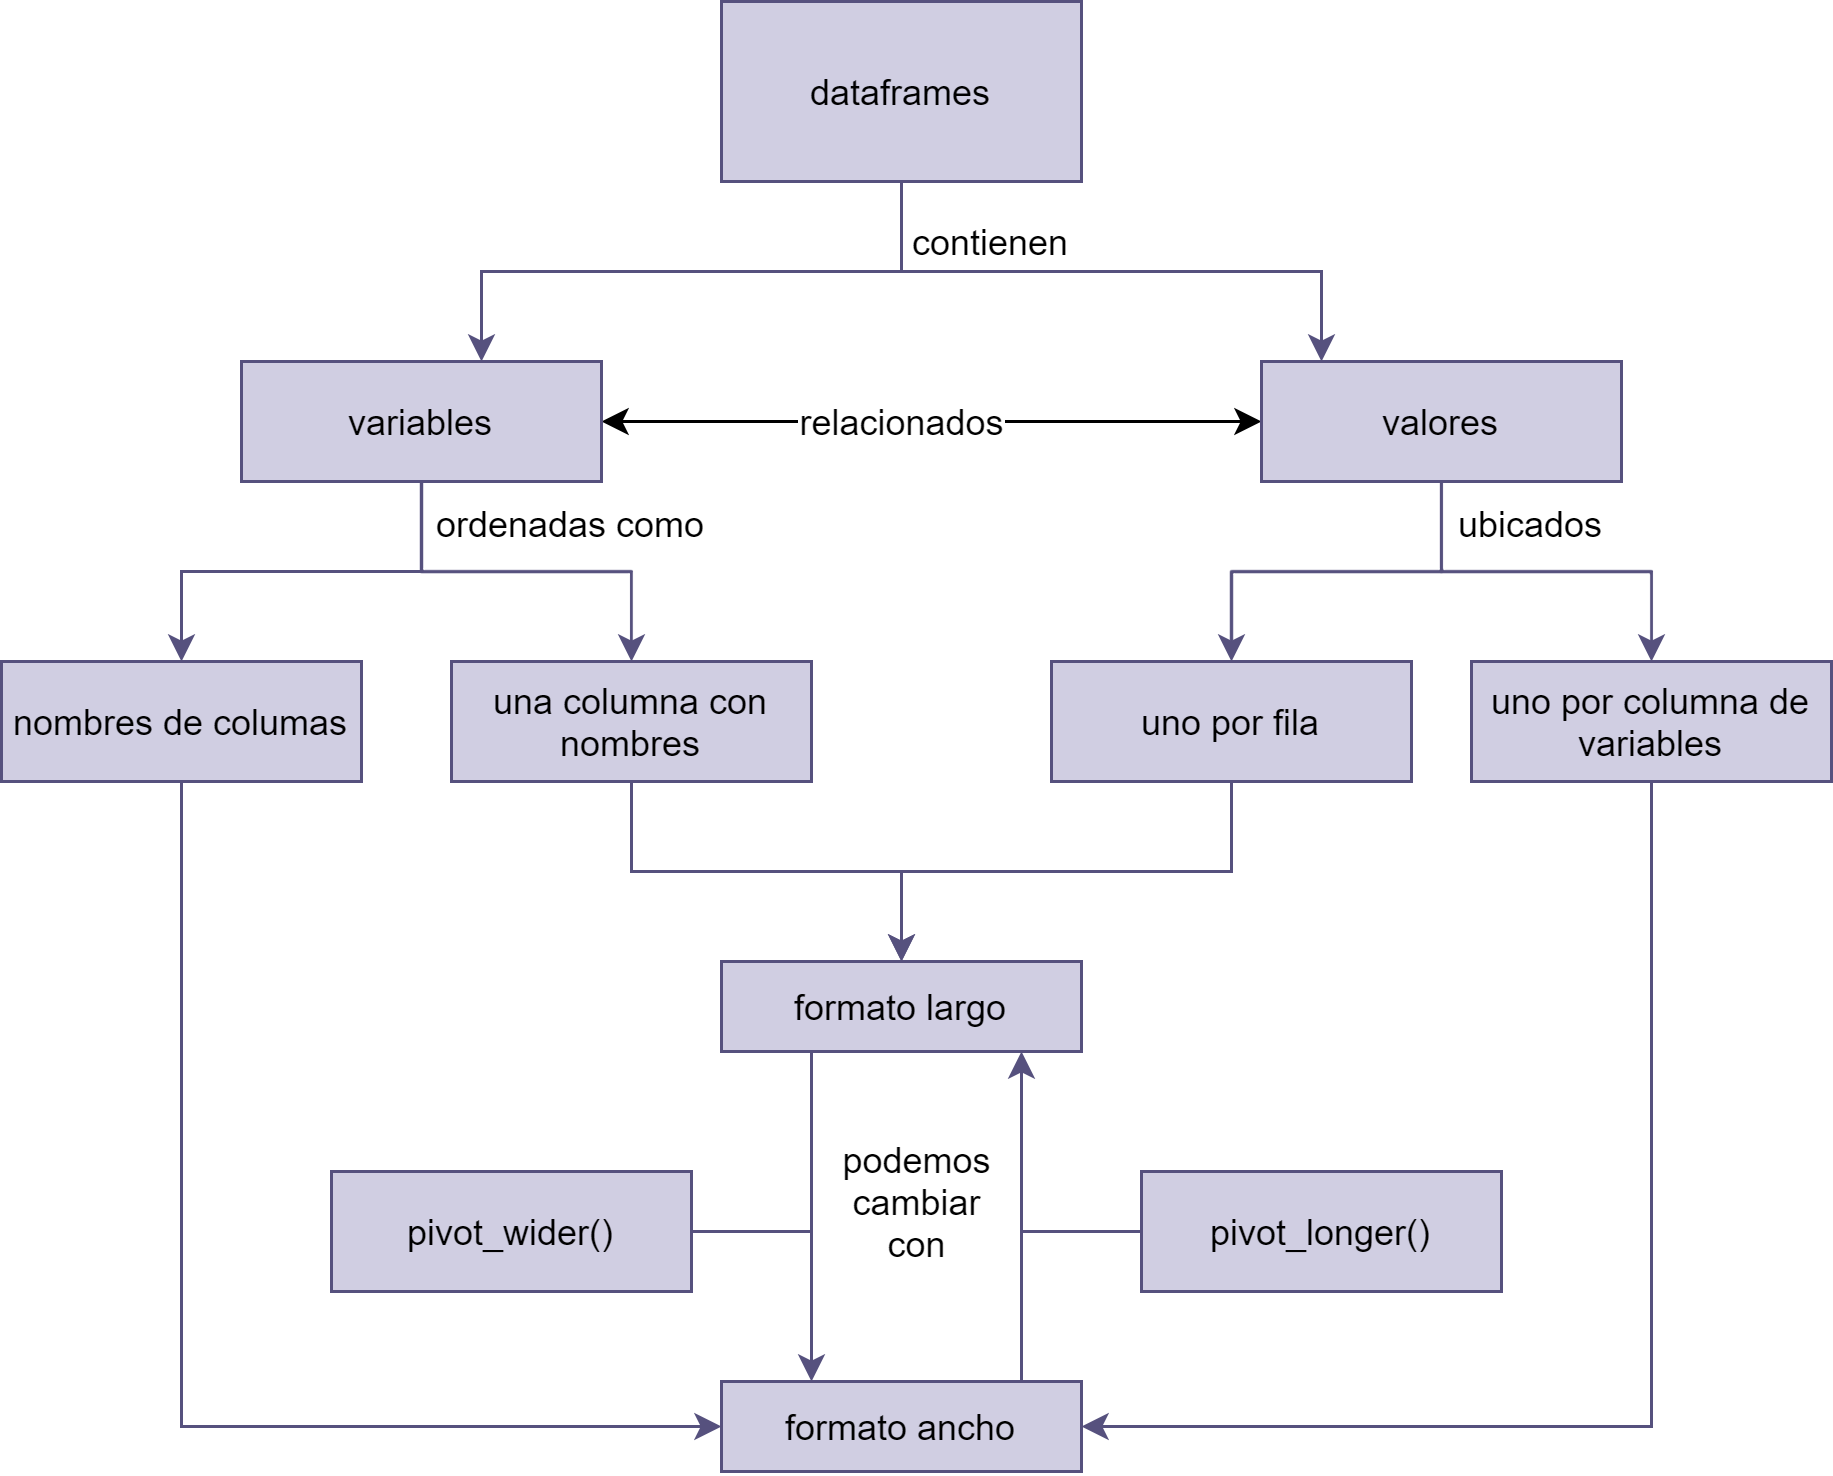 dataframes
contienen
variables
relacionados
valores
ordenadas como
ubicados
nombres de columas
una columna con
nombres
uno por fila
uno por columna de
variables
formato largo
podemos
cambiar
con
pivot_wider()
pivot_longer()
formato ancho